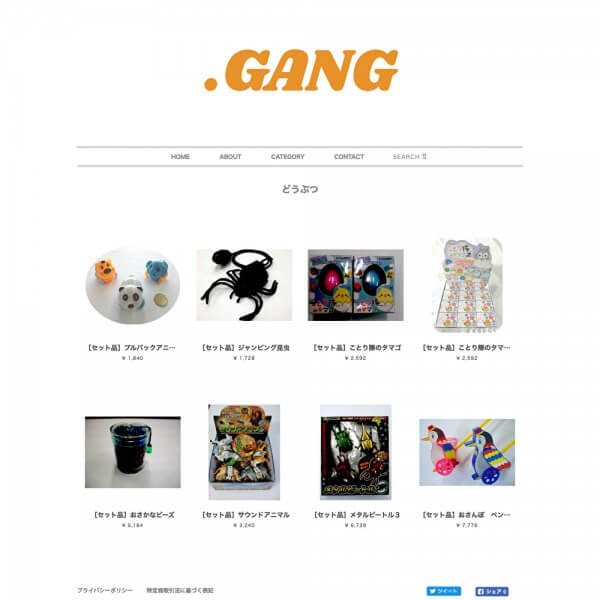 .GANG
HOME ABOUT CATEGORY CONTACT SEARCH
どうぶつ
【セット品】プルバックアニ… 【セット品】ジャンピング昆虫 【セット品】ことり隊のタマゴ 【セット品】ことり隊のタマ…
¥ 1,840 ¥ 1,728 ¥ 2,592 ¥ 2,592
【セット品】おさかなビーズ 【セット品】サウンドアニマル 【セット品】メタルビートル3 【セット品】おさんぽ ペン…
¥ 5,184 ¥ 3,240 ¥ 6,739 ¥ 7,776
プライバシーポリシー 特定商取引法に基づく表記 ツイート シェア 0